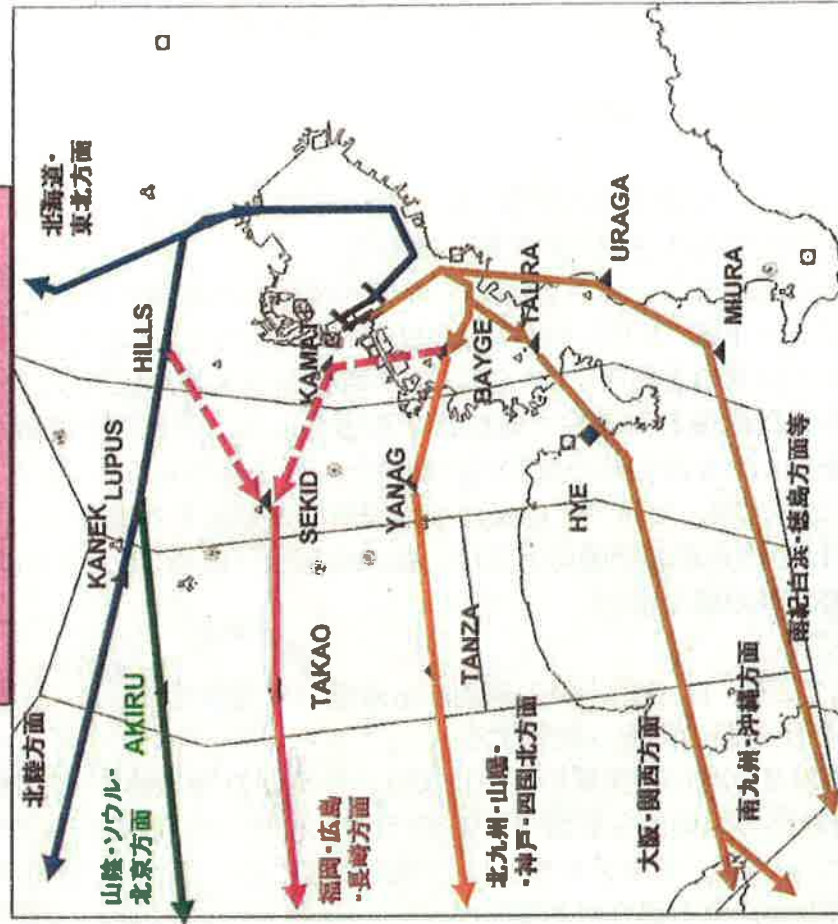 北海道・
東北方面
HILLS
KANEK
LUPUS
北陸方面
山陰・ソウル・
北京方面
AKIRU
KAMAT
SEKID
TAKAO
福岡・広島
・長崎方面
BAYGE
YANAG
TANZA
北九州・山陽・
・神戸・四国北方面
TAURA
HYE
大阪・関西方面
URAGA
MIURA
南九州・沖縄方面
南紀白浜・徳島方面等